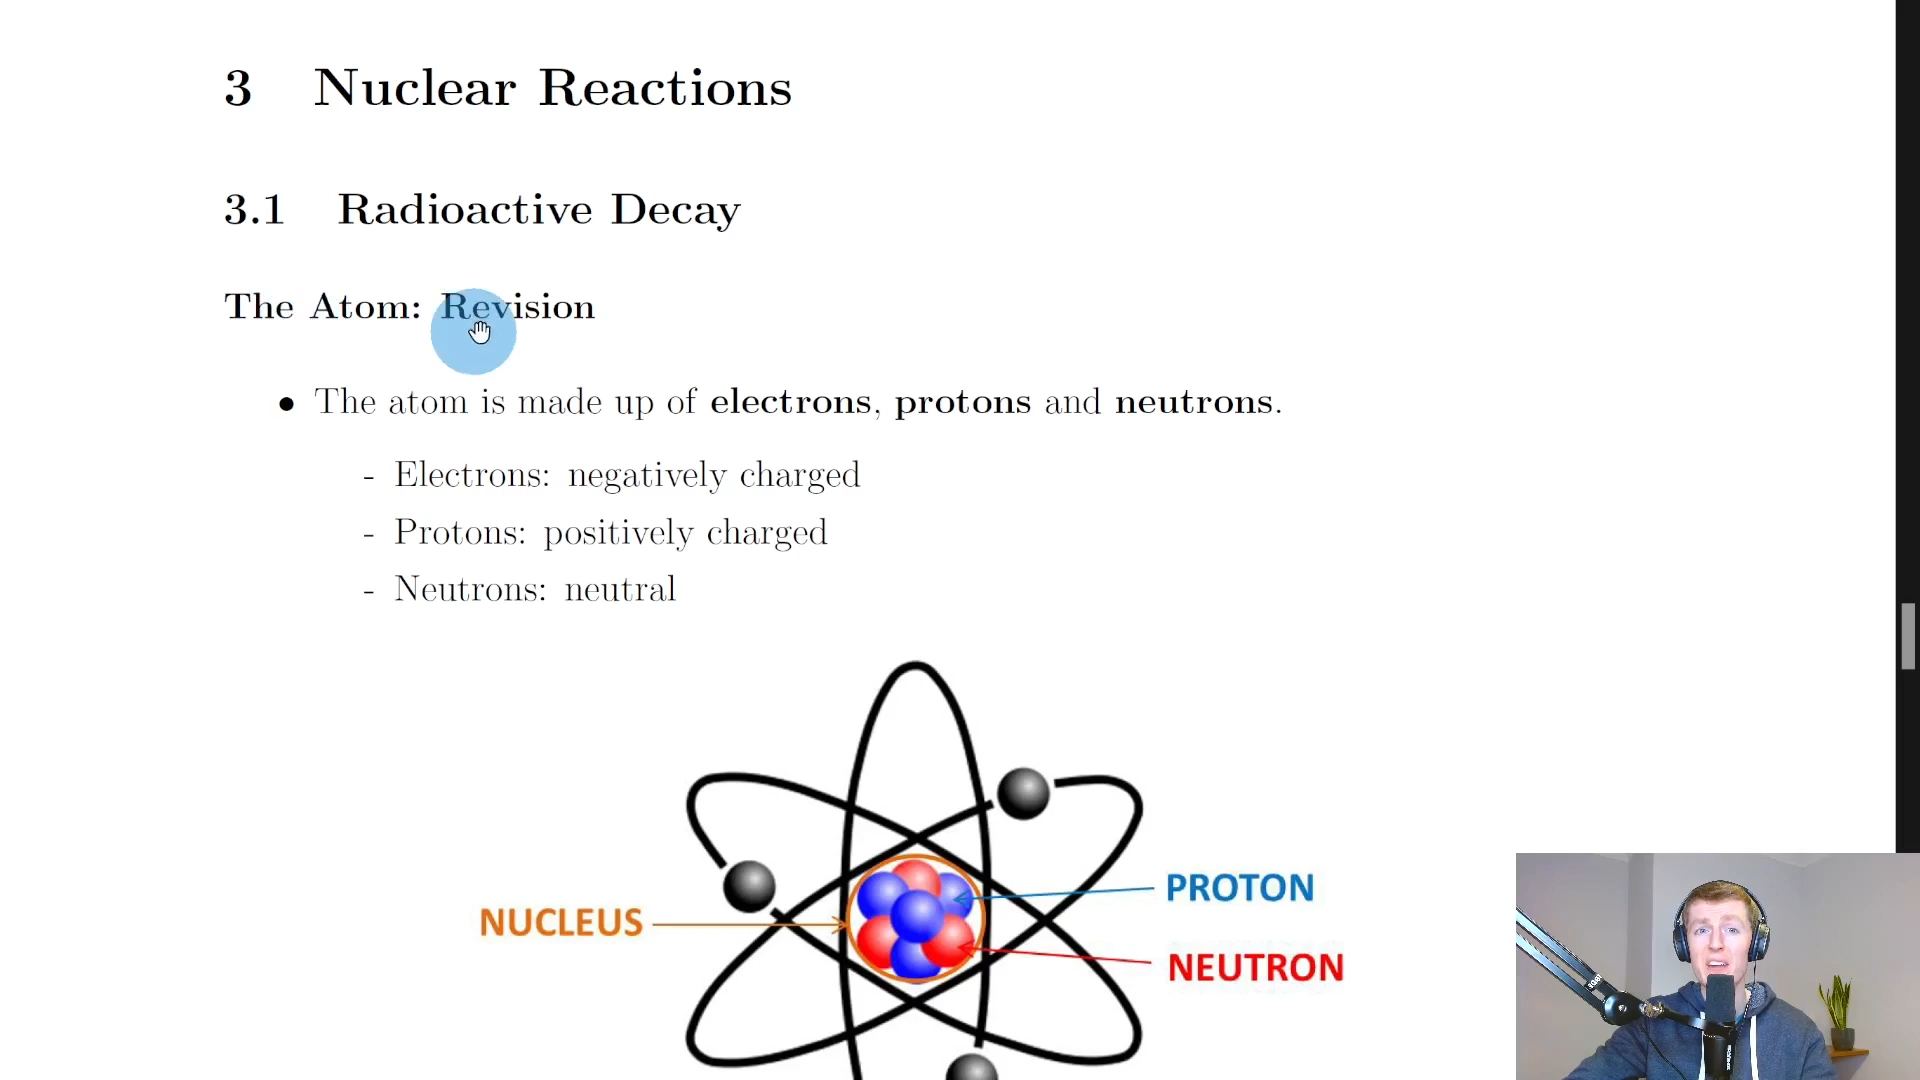 3 Nuclear Reactions
3.1 Radioactive Decay
The Atom: Revision
• The atom is made up of electrons, protons and neutrons.
- Electrons: negatively charged
- Protons: positively charged
- Neutrons: neutral
PROTON
NUCLEUS
NEUTRON